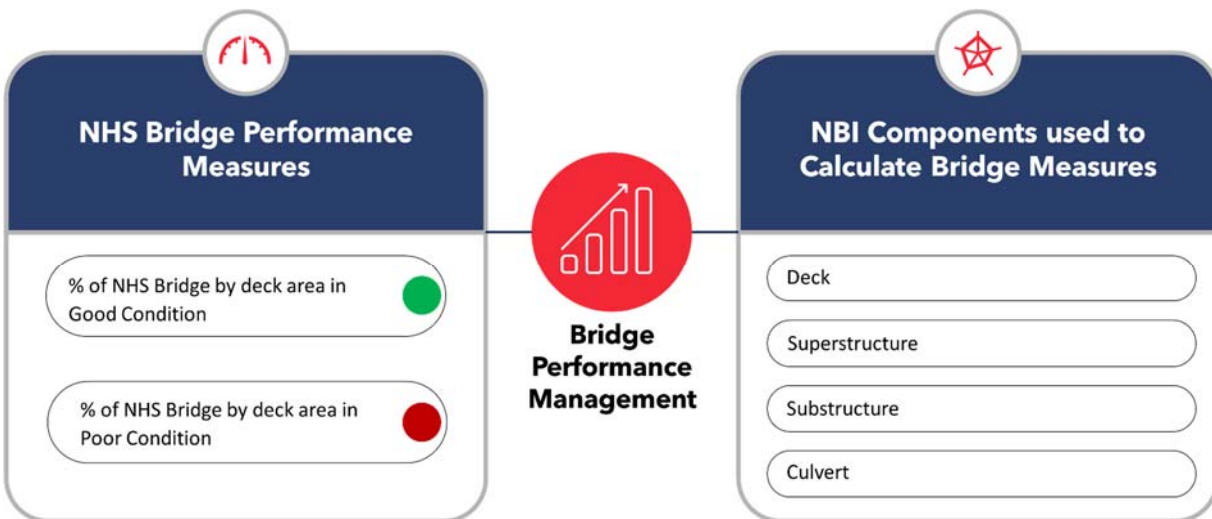 NHS Bridge Performance
Measures
% of NHS Bridge by deck area in
Good Condition
% of NHS Bridge by deck area in
Poor Condition
Bridge
Performance
Management
NBI Components used to
Calculate Bridge Measures
Deck
Superstructure
Substructure
Culvert